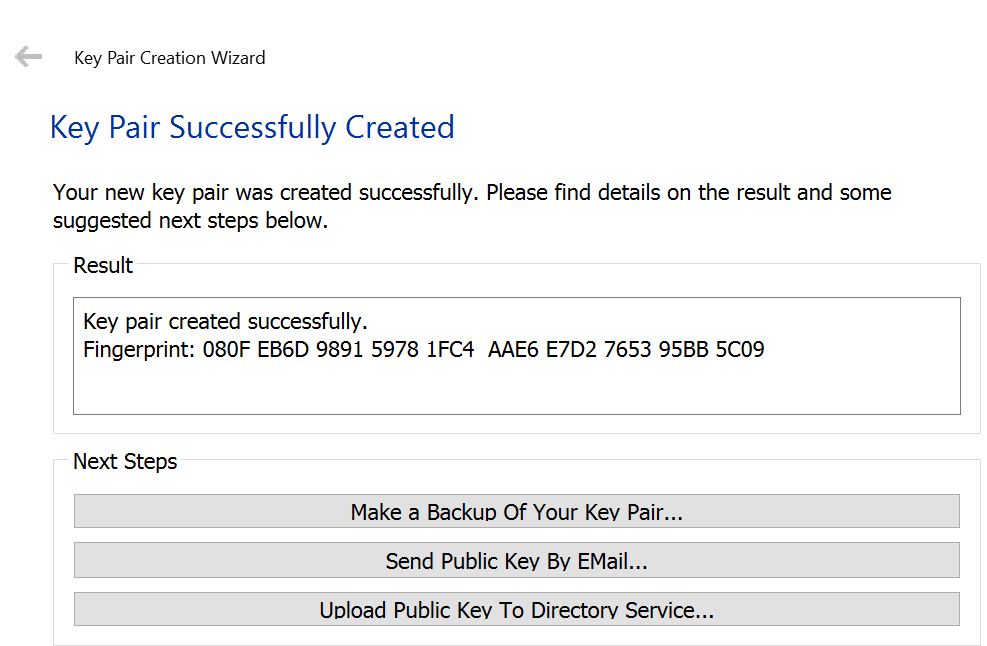 Key Pair Creation Wizard
Key Pair Successfully Created
Your new key pair was created successfully. Please find details on the result and some
suggested next steps below.
Result
Key pair created successfully.
Fingerprint: 080F EB6D 9891 5978 1FC4  AAE6 E7D2 7653 95BB 5C09
Next Steps
Make a Backup Of Your Key Pair...
Send Public Key By EMail...
Upload Public Key To Directory Service...